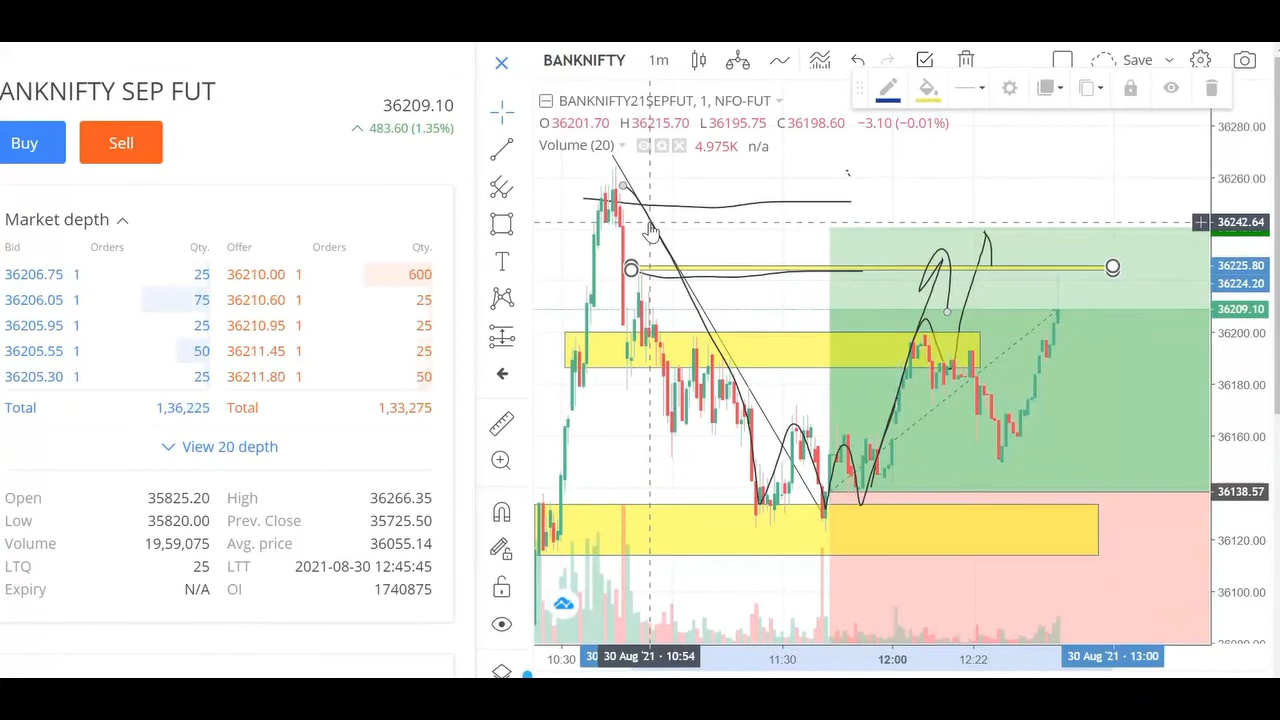 ANKNIFTY SEP FUT
36209.10
483.60 (1.35%)
Buy Sell
Market depth
Bid Orders Qty. Offer Orders Qty.
36206.75 1 25 36210.00 1 600
36206.05 1 75 36210.60 1 25
36205.95 1 25 36210.95 1 25
36205.55 1 50 36211.45 1 25
36205.30 1 25 36211.80 1 50
Total 1,36,225 Total 1,33,275
View 20 depth
Open 35825.20 High 36266.35
Low 35820.00 Prev. Close 35725.50
Volume 19,59,075 Avg. price 36055.14
LTQ 25 LTT 2021-08-30 12:45:45
Expiry N/A OI 1740875
BANKNIFTY 1m Save
BANKNIFTY21SEPFUT, 1, NFO-FUT
O36201.70 H36215.70 L36195.75 C36198.60 −3.10 (−0.01%)
Volume (20) 4.975K n/a
36280.00
36260.00
36242.64
36225.80
36224.20
36209.10
36200.00
36180.00
36160.00
36138.57
36120.00
36100.00
36080.00
10:30 30 30 Aug '21 · 10:54 11:30 12:00 12:22 30 Aug '21 · 13:00